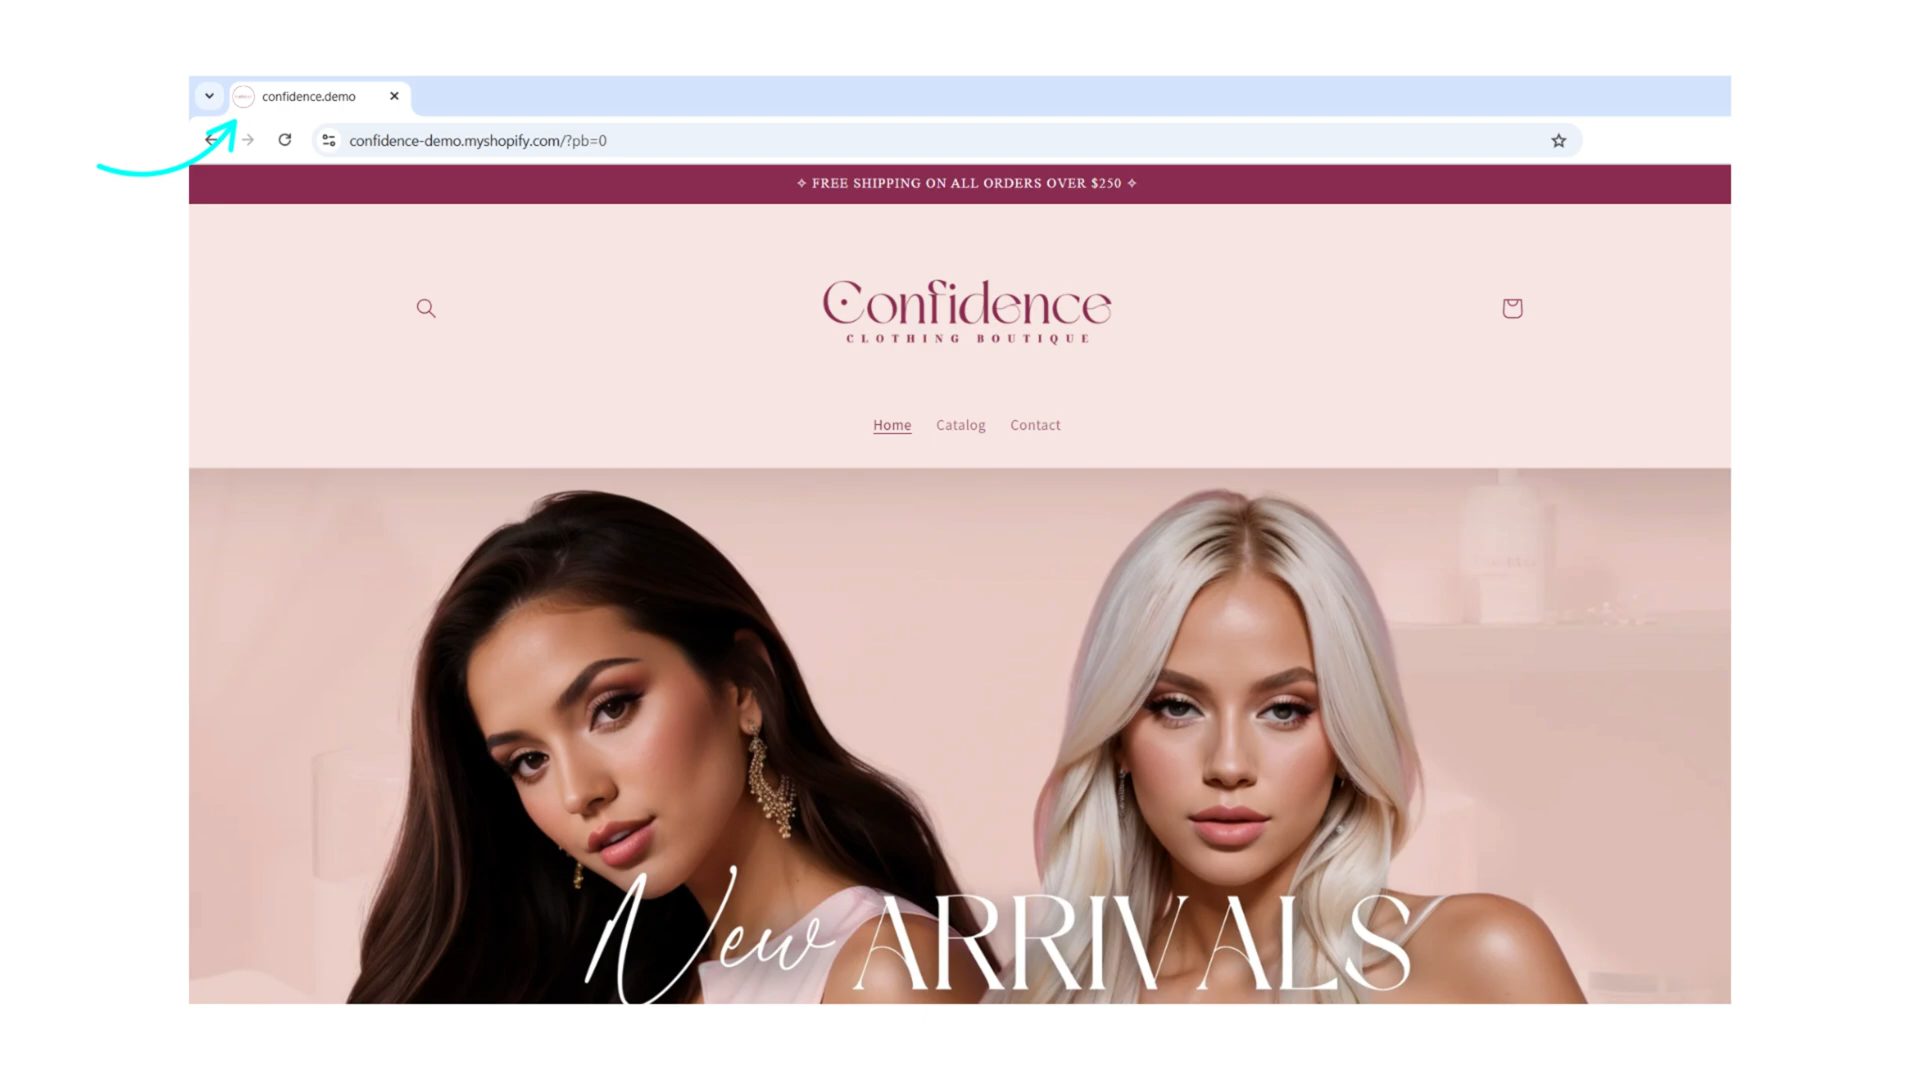 confidence.demo
confidence-demo.myshopify.com/?pb=0
✧ FREE SHIPPING ON ALL ORDERS OVER $250 ✧
Confidence
CLOTHING BOUTIQUE
Home Catalog Contact
New ARRIVALS